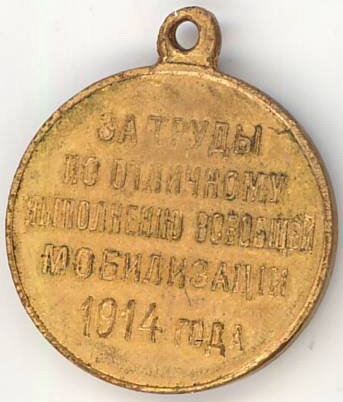 ЗА ТРУДЫ
ПО ОТЛИЧНОМУ
ВЫПОЛНЕНІЮ ВСЕОБЩЕЙ
МОБИЛИЗАЦІИ
1914 ГОДА